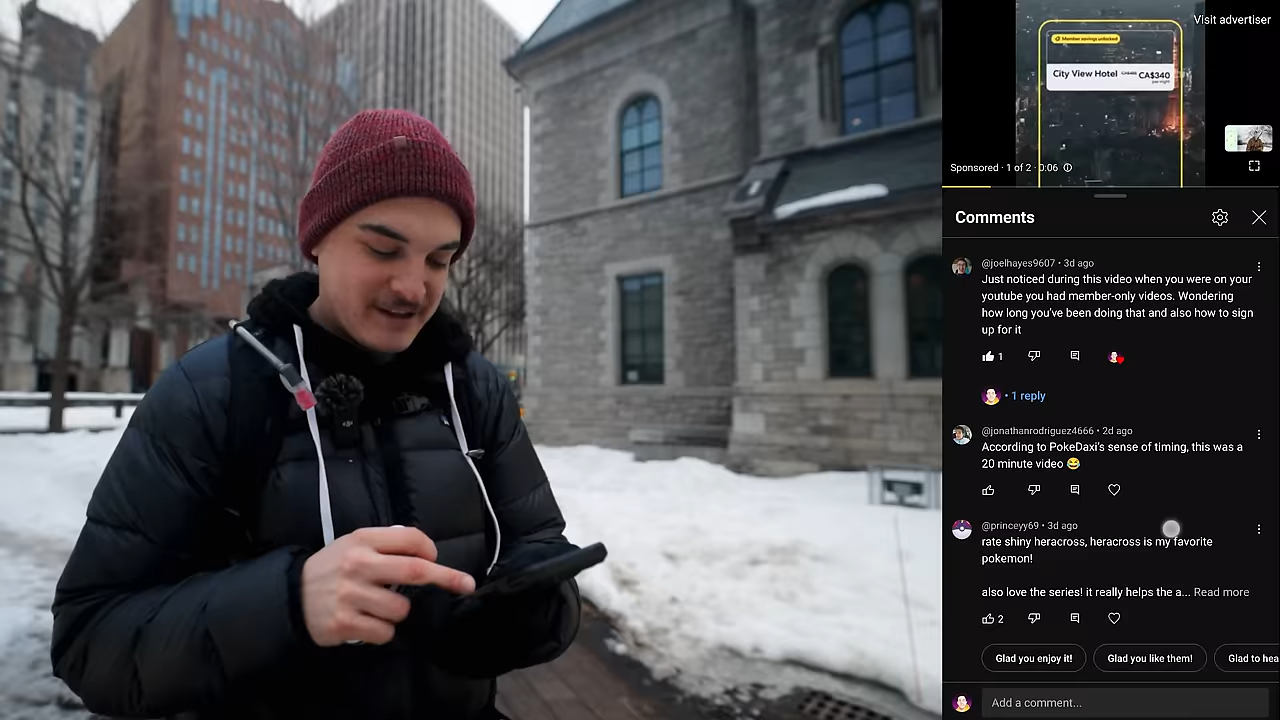 Visit advertiser
Member savings unlocked
City View Hotel CA$340
per night
Sponsored · 1 of 2 · 0:06
Comments
@joelhayes9607 • 3d ago
Just noticed during this video when you were on your
youtube you had member-only videos. Wondering
how long you've been doing that and also how to sign
up for it
1
• 1 reply
@jonathanrodriguez4666 • 2d ago
According to PokeDaxi's sense of timing, this was a
20 minute video 😂
@princeyy69 • 3d ago
rate shiny heracross, heracross is my favorite
pokemon!
also love the series! it really helps the a... Read more
2
Glad you enjoy it!
Glad you like them!
Glad to hea
Add a comment...